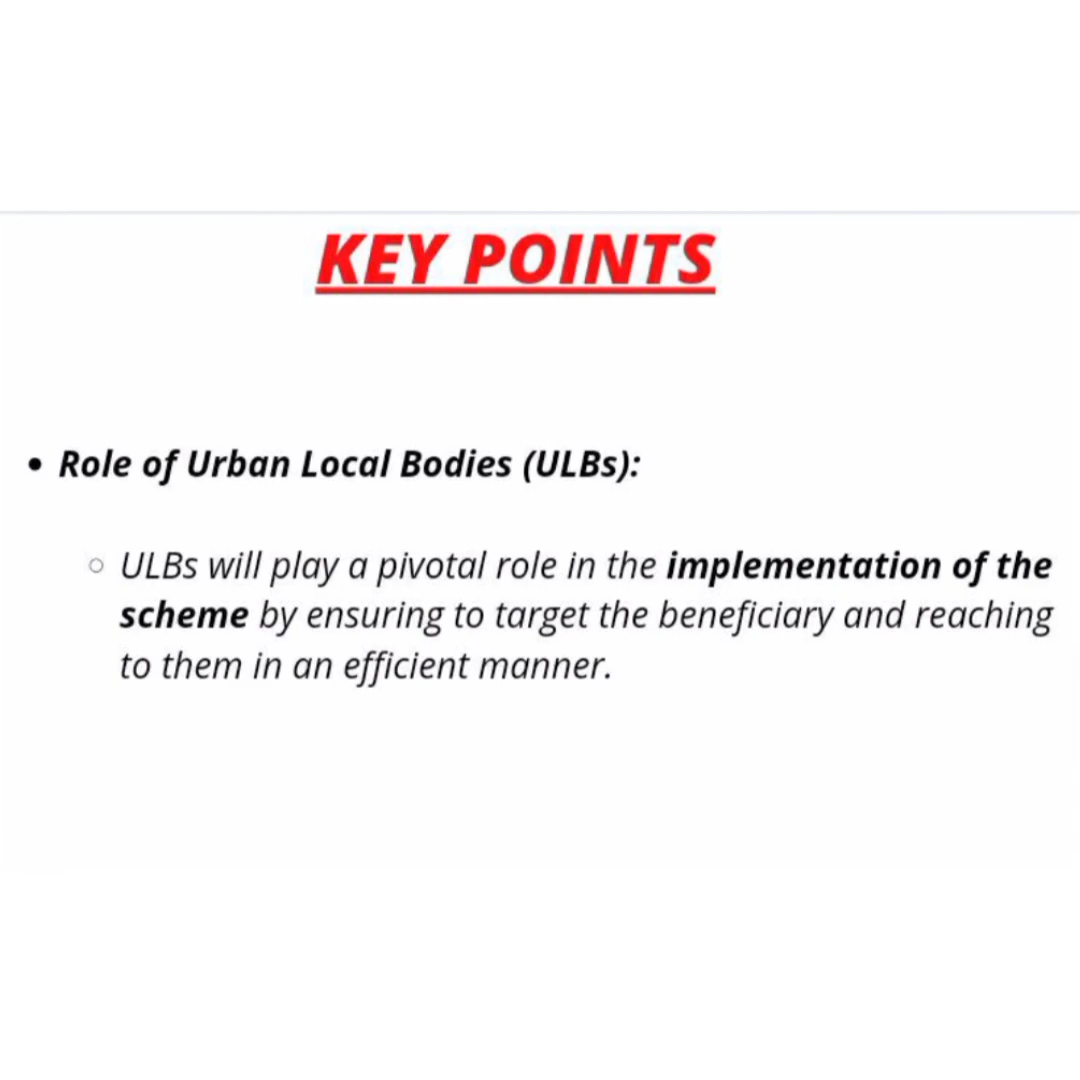 KEY POINTS
• Role of Urban Local Bodies (ULBs):
○ ULBs will play a pivotal role in the implementation of the
scheme by ensuring to target the beneficiary and reaching
to them in an efficient manner.